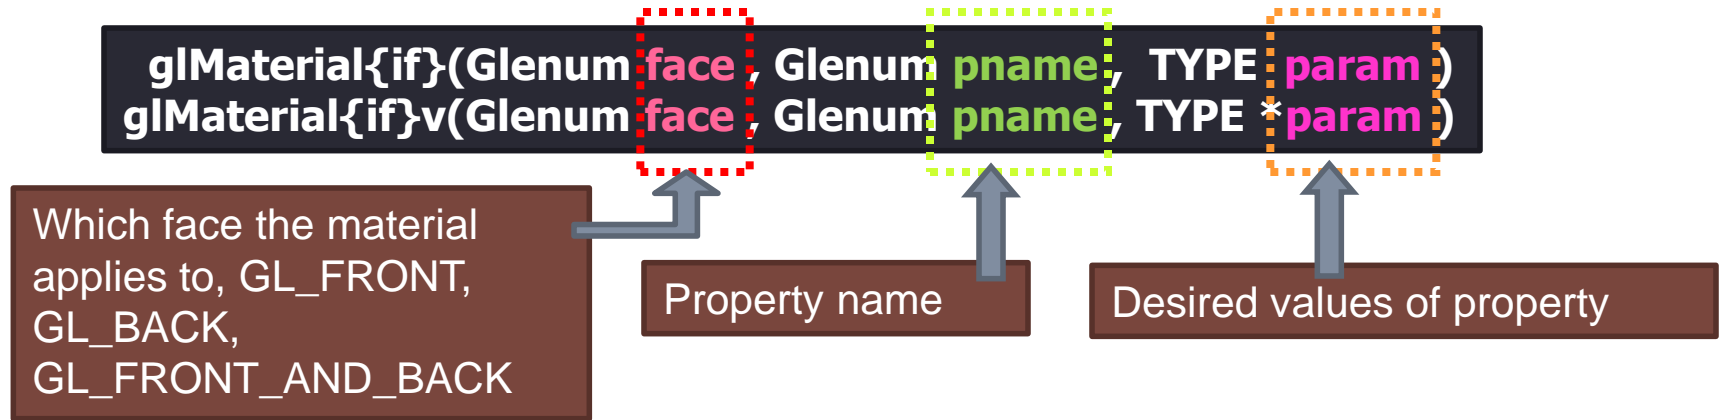 glMaterial{if}(Glenum face , Glenum pname , TYPE param )
glMaterial{if}v(Glenum face , Glenum pname , TYPE *param )
Which face the material
applies to, GL_FRONT,
GL_BACK,
GL_FRONT_AND_BACK
Property name
Desired values of property